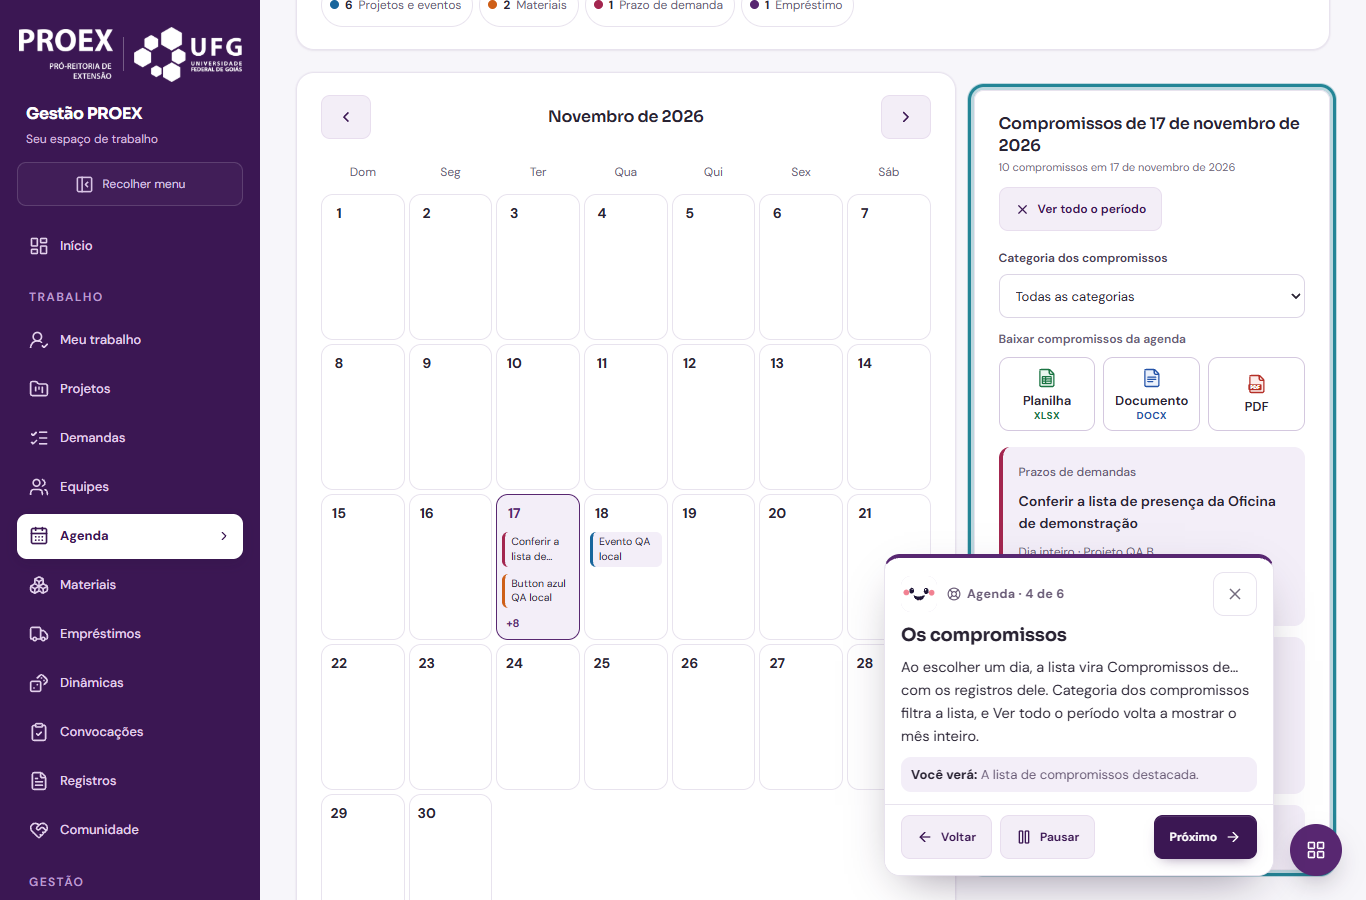 PROEX
PRÓ-REITORIA DE
EXTENSÃO
UFG
UNIVERSIDADE
FEDERAL DE GOIÁS
Gestão PROEX
Seu espaço de trabalho
Recolher menu
Início
TRABALHO
Meu trabalho
Projetos
Demandas
Equipes
Agenda
Materiais
Empréstimos
Dinâmicas
Convocações
Registros
Comunidade
GESTÃO
6 Projetos e eventos
2 Materiais
1 Prazo de demanda
1 Empréstimo
Novembro de 2026
Dom Seg Ter Qua Qui Sex Sáb
1 2 3 4 5 6 7
8 9 10 11 12 13 14
15 16 17 18 19 20 21
Conferir a
lista de...
Button azul
QA local
+8
Evento QA
local
22 23 24 25 26 27 28
29 30
Compromissos de 17 de novembro de
2026
10 compromissos em 17 de novembro de 2026
Ver todo o período
Categoria dos compromissos
Todas as categorias
Baixar compromissos da agenda
Planilha
XLSX
Documento
DOCX
PDF
PDF
Prazos de demandas
Conferir a lista de presença da Oficina
de demonstração
Dia inteiro · Projeto QA B
Agenda · 4 de 6
Os compromissos
Ao escolher um dia, a lista vira Compromissos de...
com os registros dele. Categoria dos compromissos
filtra a lista, e Ver todo o período volta a mostrar o
mês inteiro.
Você verá: A lista de compromissos destacada.
Voltar
Pausar
Próximo